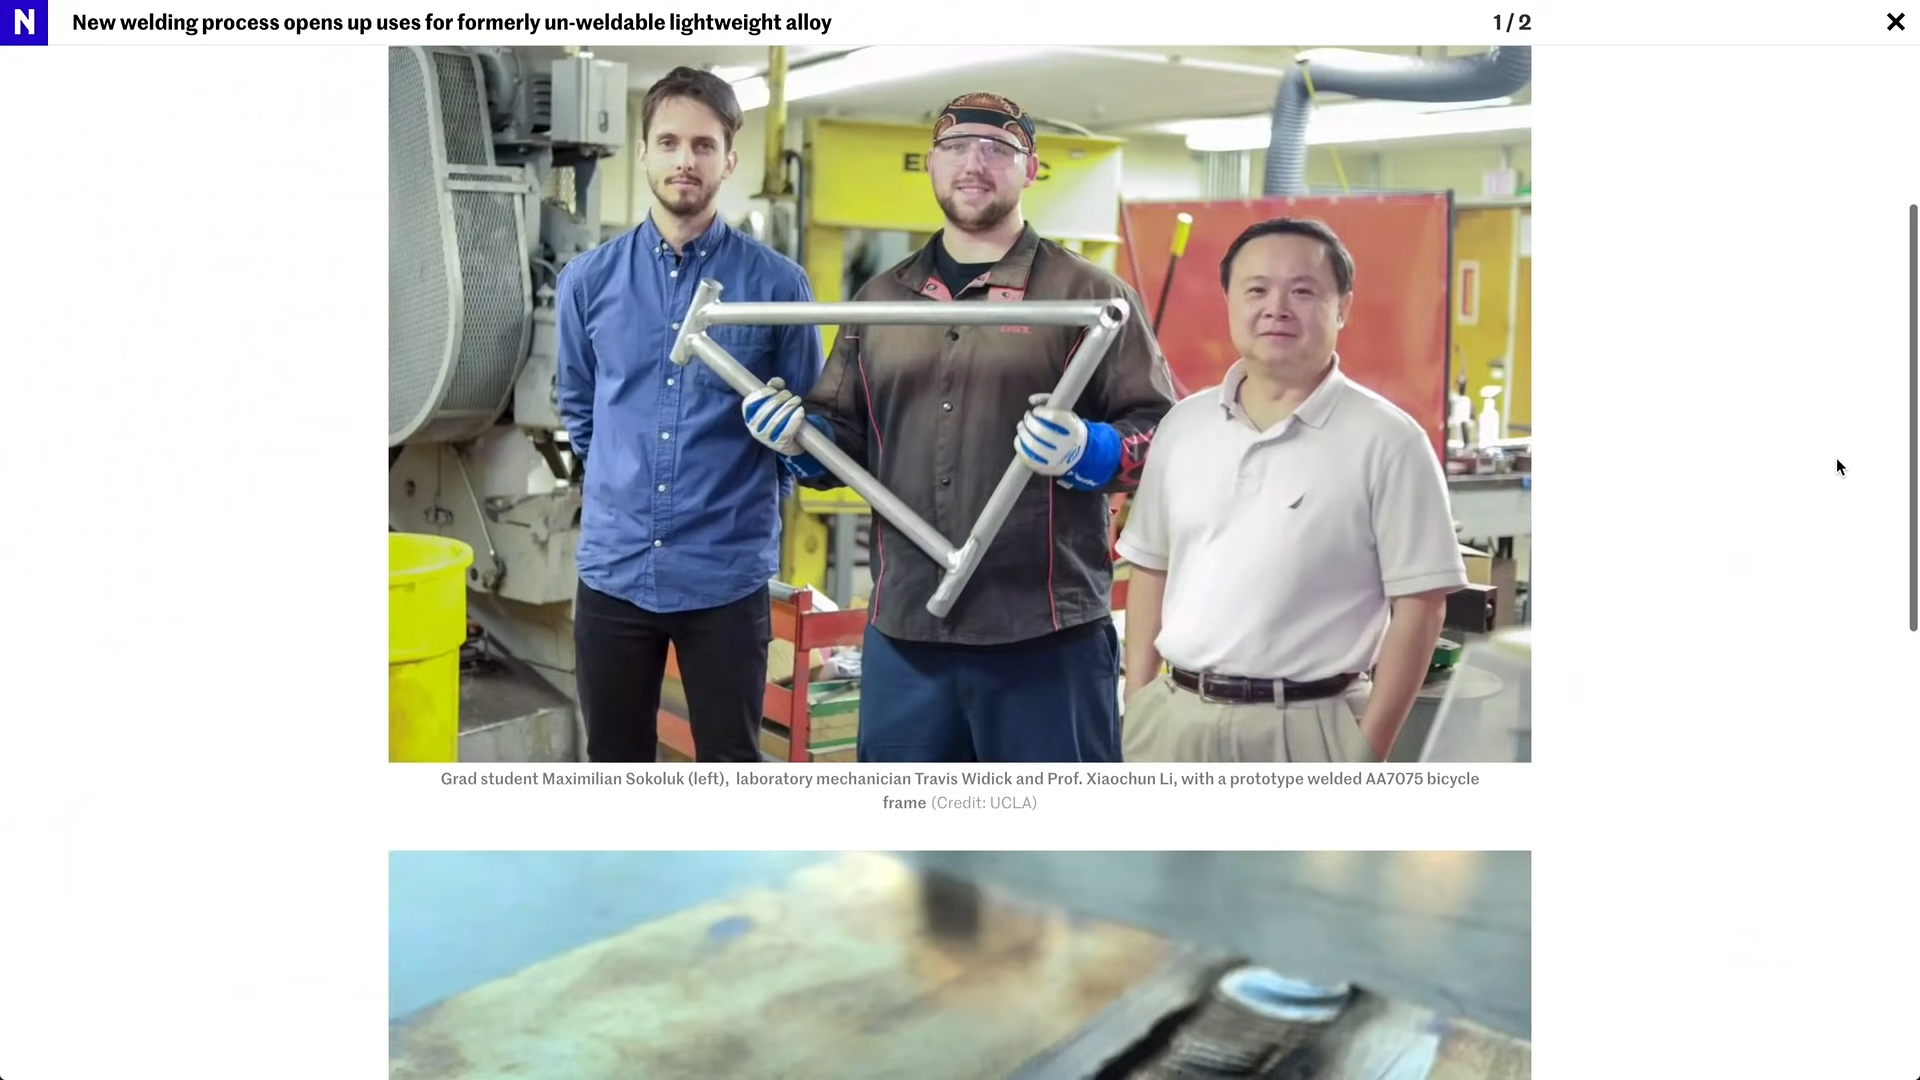 N
New welding process opens up uses for formerly un-weldable lightweight alloy
1 / 2
Grad student Maximilian Sokoluk (left), laboratory mechanician Travis Widick and Prof. Xiaochun Li, with a prototype welded AA7075 bicycle
frame (Credit: UCLA)